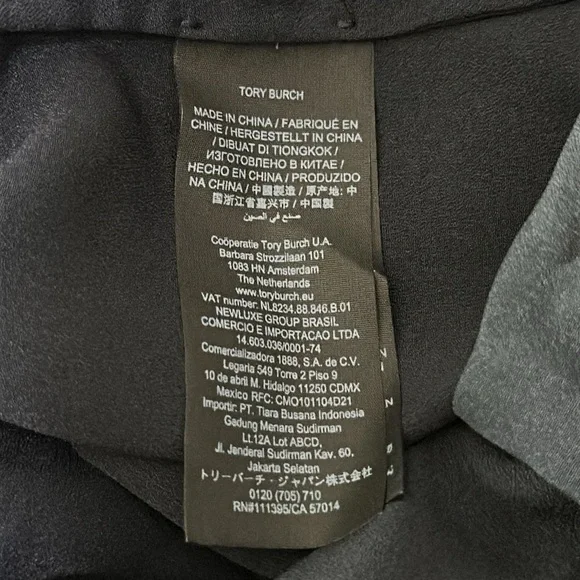 TORY BURCH
MADE IN CHINA / FABRIQUÉ EN
CHINE / HERGESTELLT IN CHINA
/ DIBUAT DI TIONGKOK /
ИЗГОТОВЛЕНО В КИТАЕ /
HECHO EN CHINA / PRODUZIDO
NA CHINA / 中國製造 / 原产地: 中
国浙江省嘉兴市 / 中国製
صنع في الصين
Coöperatie Tory Burch U.A.
Barbara Strozzilaan 101
1083 HN Amsterdam
The Netherlands
www.toryburch.eu
VAT number: NL8234.88.846.B.01
NEWLUXE GROUP BRASIL
COMERCIO E IMPORTACAO LTDA
14.603.036/0001-74
Comercializadora 1888, S.A. de C.V.
Legaria 549 Torre 2 Piso 9
10 de abril M. Hidalgo 11250 CDMX
Mexico RFC: CMO101104D21
Importir: PT. Tiara Busana Indonesia
Gedung Menara Sudirman
Lt.12A Lot ABCD,
Jl. Jenderal Sudirman Kav. 60,
Jakarta Selatan
トリーバーチ・ジャパン株式会社
0120 (705) 710
RN#111395/CA 57014